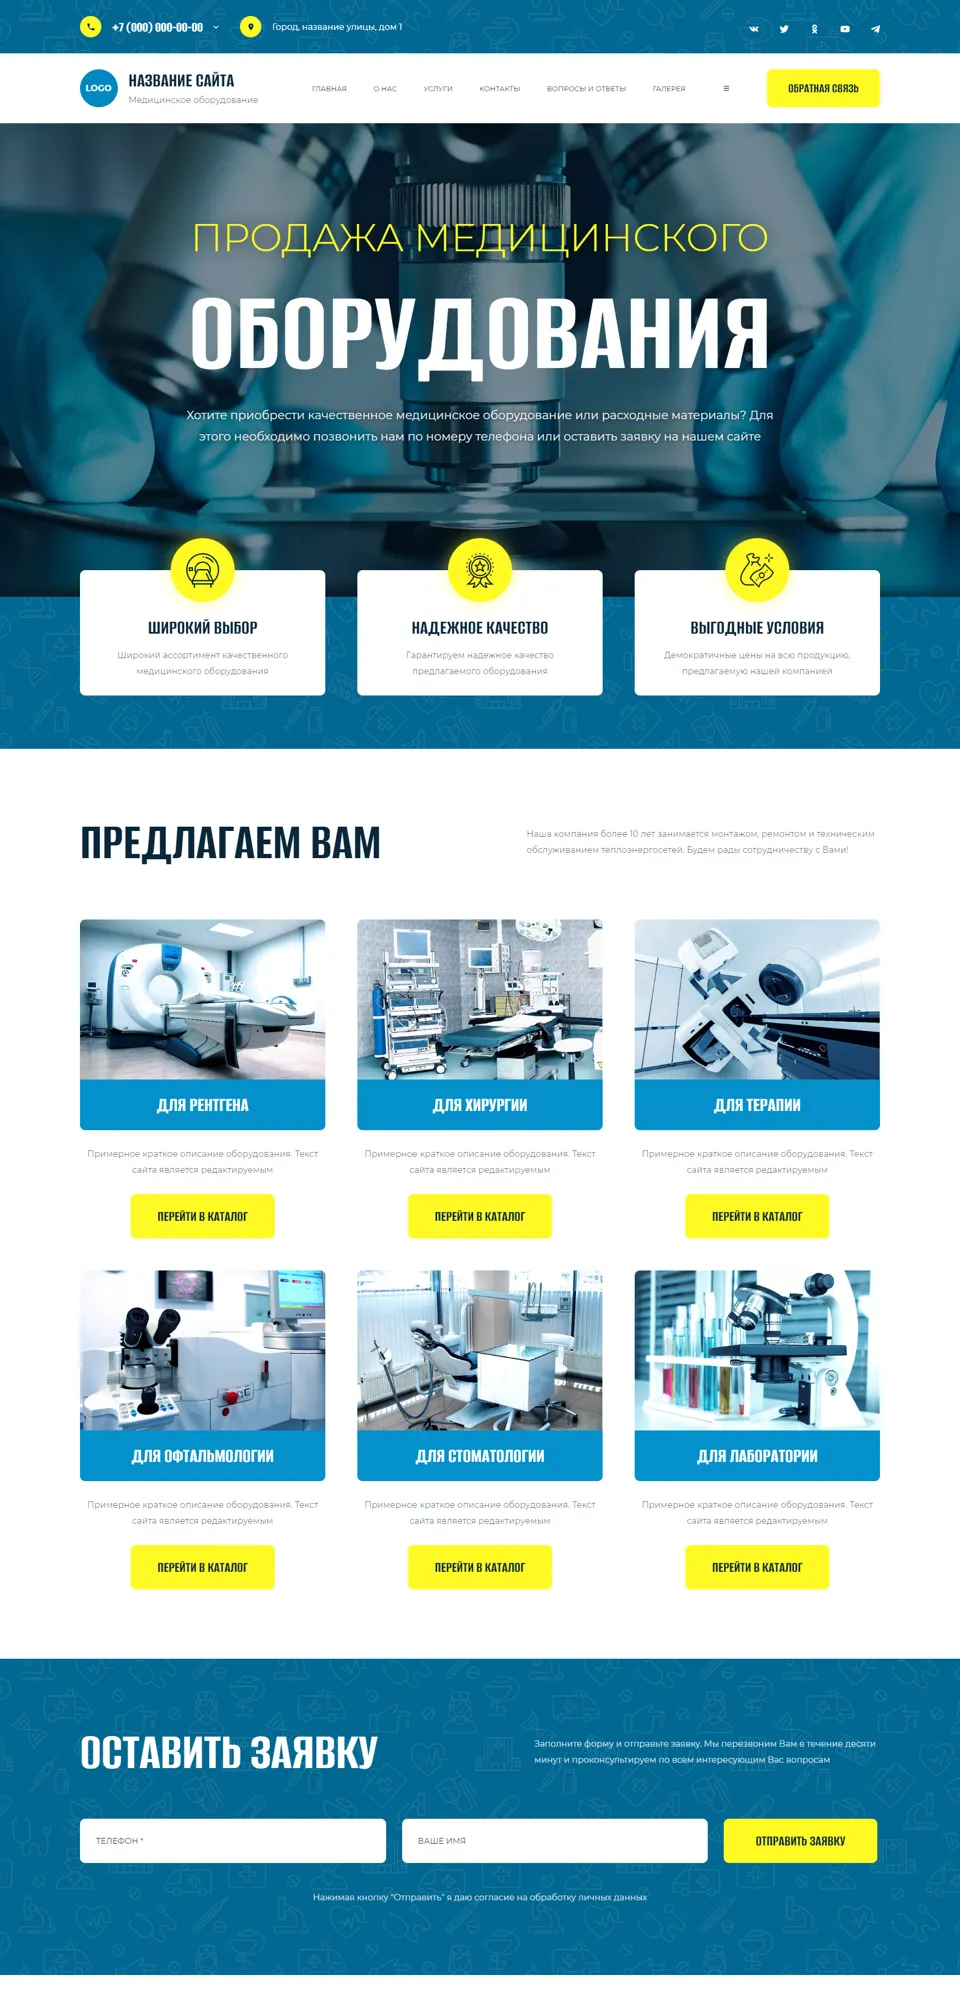 +7 (000) 000-00-00
Город, название улицы, дом 1
LOGO
НАЗВАНИЕ САЙТА
Медицинское оборудование
ГЛАВНАЯ О НАС УСЛУГИ КОНТАКТЫ ВОПРОСЫ И ОТВЕТЫ ГАЛЕРЕЯ
ОБРАТНАЯ СВЯЗЬ
ПРОДАЖА МЕДИЦИНСКОГО
ОБОРУДОВАНИЯ
Хотите приобрести качественное медицинское оборудование или расходные материалы? Для
этого необходимо позвонить нам по номеру телефона или оставить заявку на нашем сайте
ШИРОКИЙ ВЫБОР
Широкий ассортимент качественного
медицинского оборудования
НАДЕЖНОЕ КАЧЕСТВО
Гарантируем надежное качество
предлагаемого оборудования
ВЫГОДНЫЕ УСЛОВИЯ
Демократичные цены на всю продукцию,
предлагаемую нашей компанией
ПРЕДЛАГАЕМ ВАМ
Наша компания более 10 лет занимается монтажом, ремонтом и техническим
обслуживанием теплоэнергосетей. Будем рады сотрудничеству с Вами!
ДЛЯ РЕНТГЕНА
Примерное краткое описание оборудования. Текст
сайта является редактируемым
ПЕРЕЙТИ В КАТАЛОГ
ДЛЯ ХИРУРГИИ
Примерное краткое описание оборудования. Текст
сайта является редактируемым
ПЕРЕЙТИ В КАТАЛОГ
ДЛЯ ТЕРАПИИ
Примерное краткое описание оборудования. Текст
сайта является редактируемым
ПЕРЕЙТИ В КАТАЛОГ
ДЛЯ ОФТАЛЬМОЛОГИИ
Примерное краткое описание оборудования. Текст
сайта является редактируемым
ПЕРЕЙТИ В КАТАЛОГ
ДЛЯ СТОМАТОЛОГИИ
Примерное краткое описание оборудования. Текст
сайта является редактируемым
ПЕРЕЙТИ В КАТАЛОГ
ДЛЯ ЛАБОРАТОРИИ
Примерное краткое описание оборудования. Текст
сайта является редактируемым
ПЕРЕЙТИ В КАТАЛОГ
ОСТАВИТЬ ЗАЯВКУ
Заполните форму и отправьте заявку. Мы перезвоним Вам в течение десяти
минут и проконсультируем по всем интересующим Вас вопросам
ТЕЛЕФОН *
ВАШЕ ИМЯ
ОТПРАВИТЬ ЗАЯВКУ
Нажимая кнопку "Отправить" я даю согласие на обработку личных данных